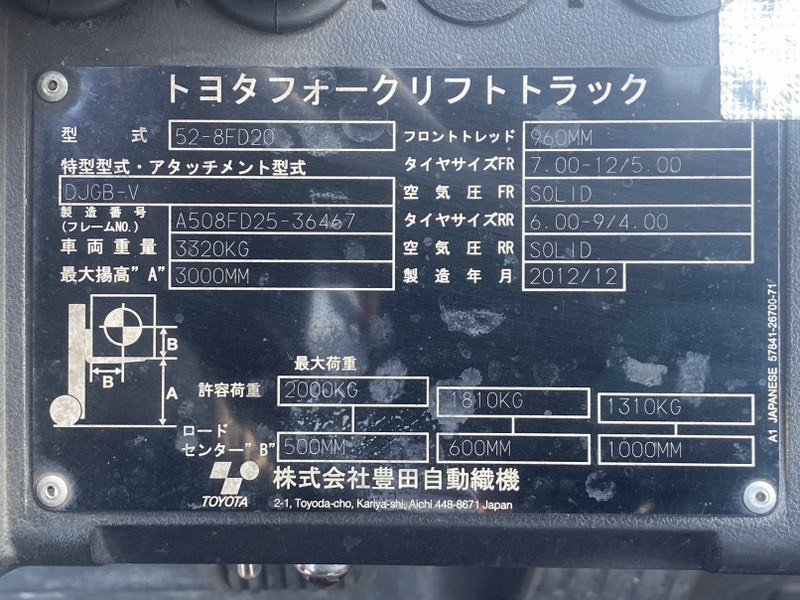 トヨタフォークリフトトラック
型式 52-8FD20 フロントトレッド 960MM
特型型式・アタッチメント型式 タイヤサイズFR 7.00-12/5.00
DJGB-V 空気圧FR SOLID
製造番号(フレームNO.) A508FD25-36467 タイヤサイズRR 6.00-9/4.00
車両重量 3320KG 空気圧RR SOLID
最大揚高"A" 3000MM 製造年月 2012/12
B
B
A
最大荷重
許容荷重 2000KG 1810KG 1310KG
ロードセンター"B" 500MM 600MM 1000MM
TOYOTA 株式会社豊田自動織機
2-1, Toyoda-cho, Kariya-shi, Aichi 448-8671 Japan
A1 JAPANESE 57841-26700-71